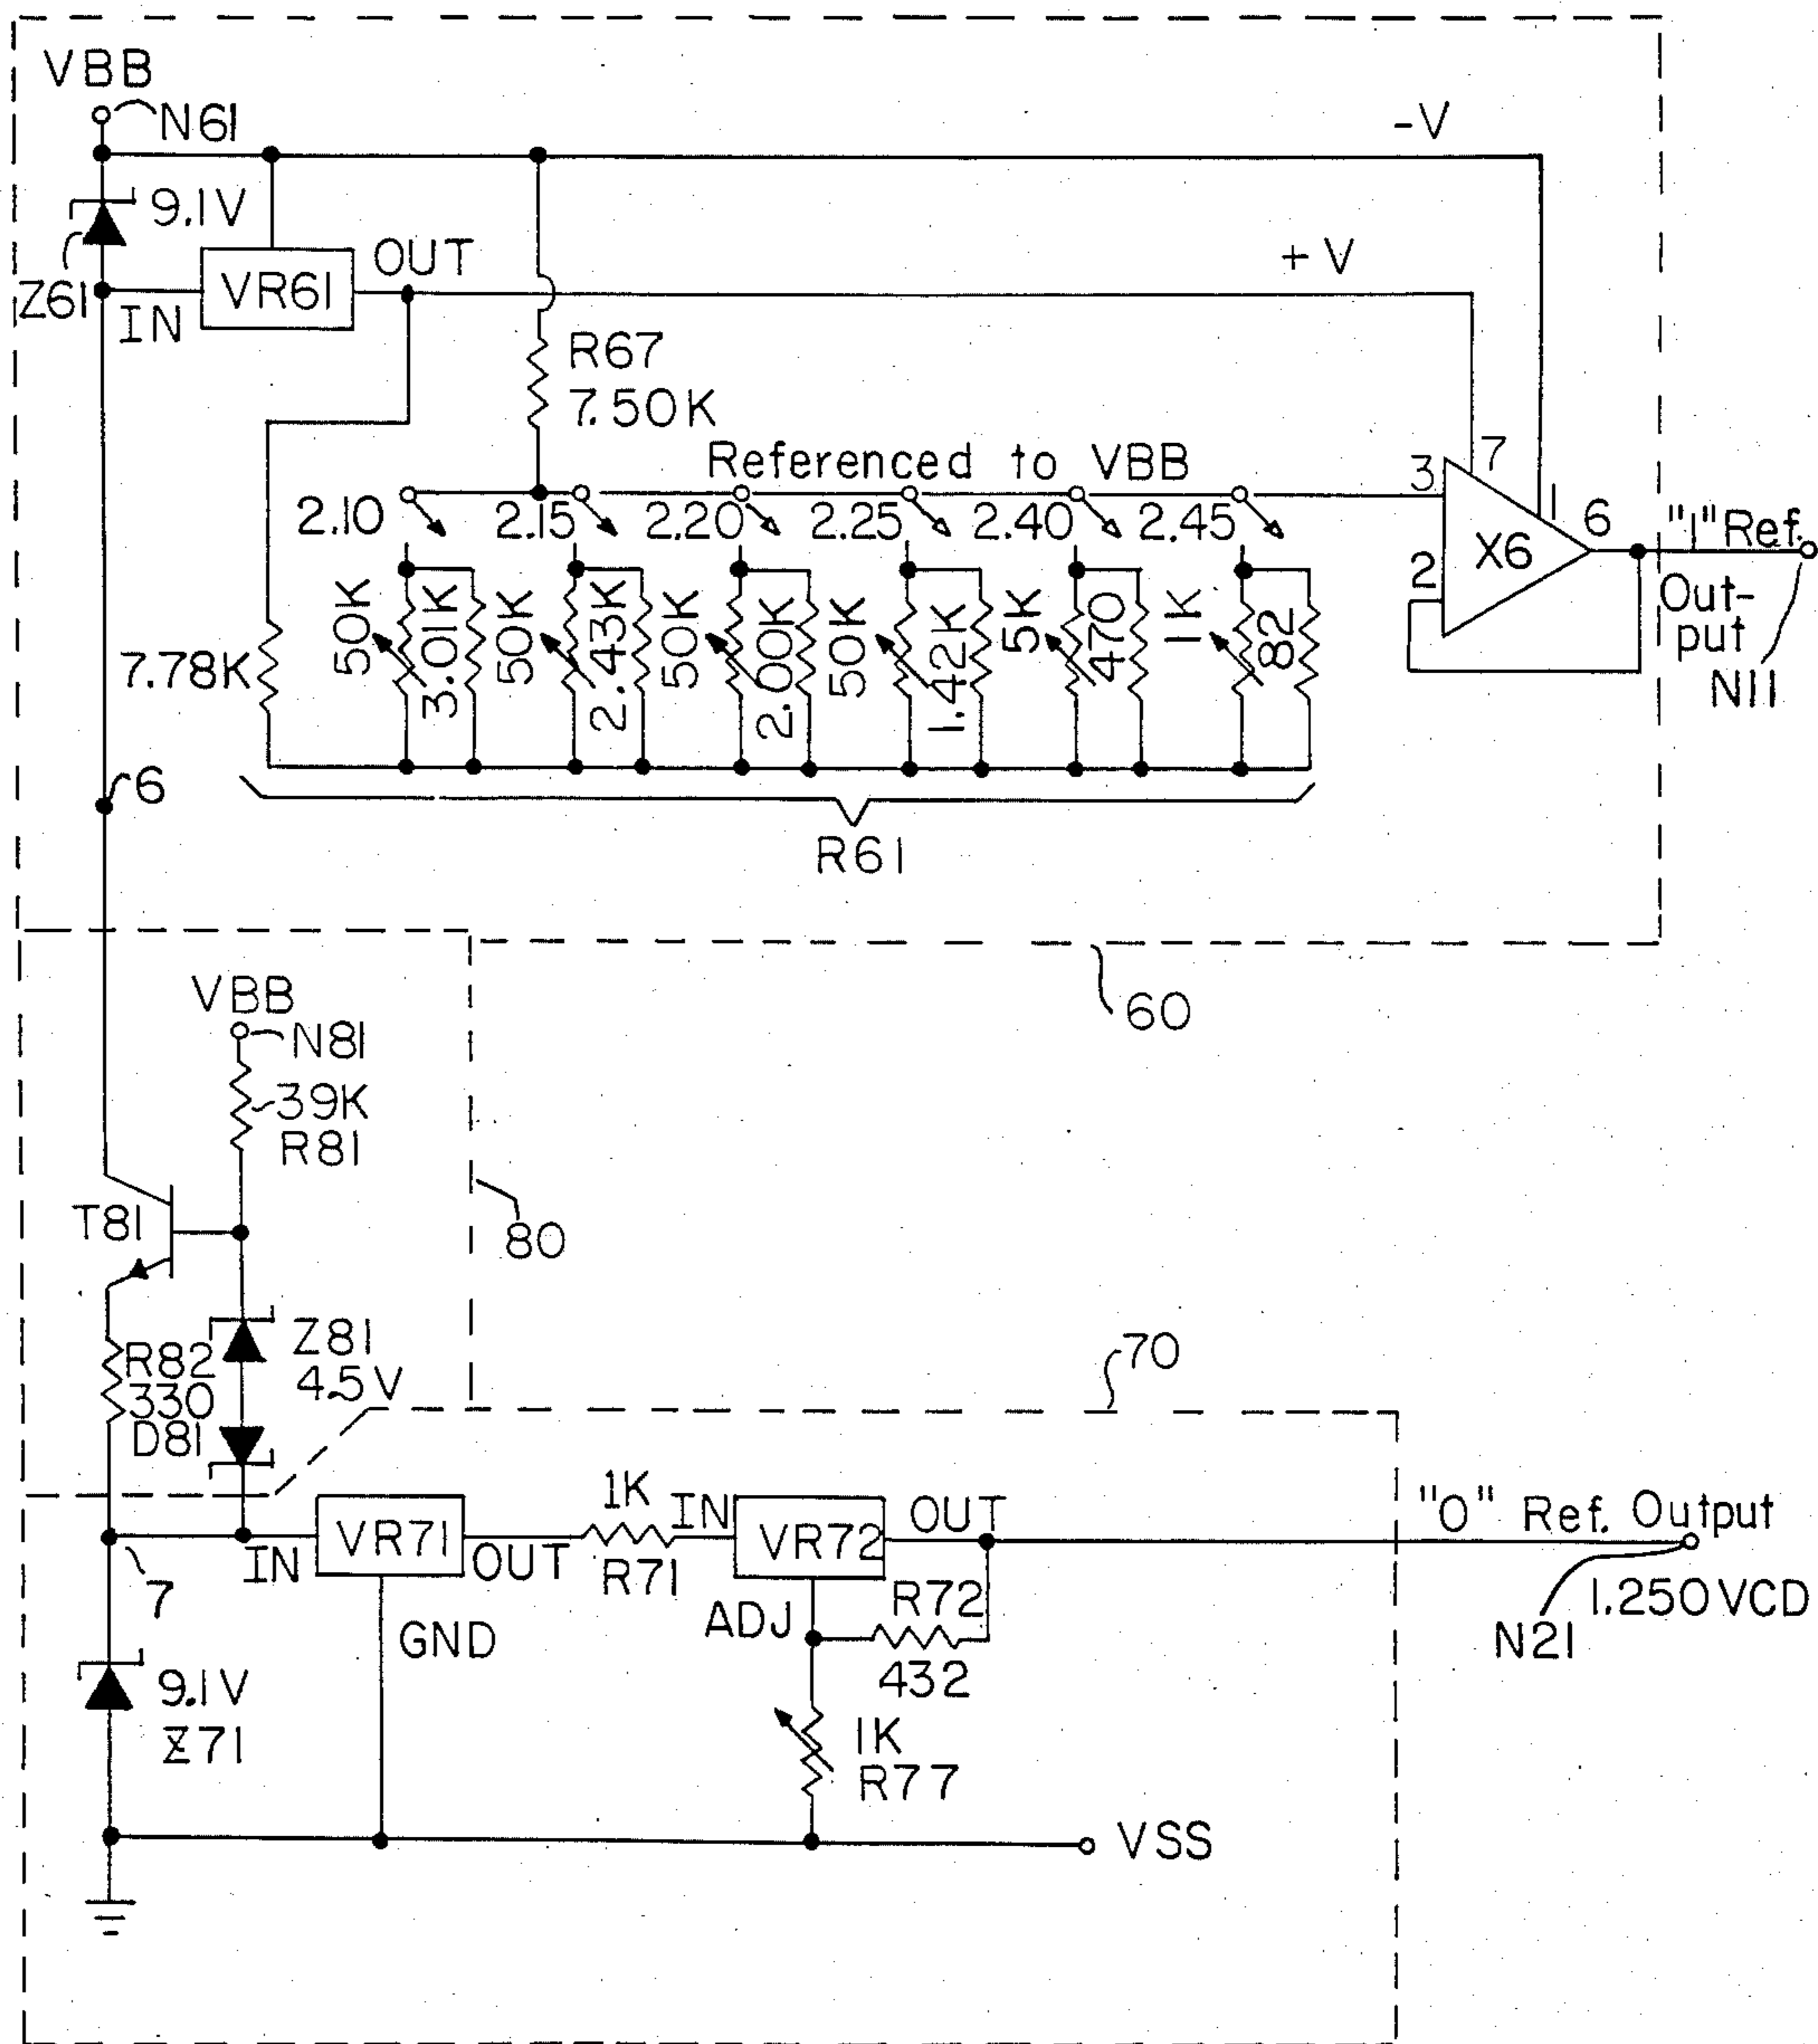 VBB
N61
-V
9.1V
OUT
+V
Z61
VR61
IN
R67
7.50K
Referenced to VBB
3
7
2.10
2.15
2.20
2.25
2.40
2.45
1
6
"1" Ref.
Out-
put
N11
X6
2
50K
3.01K
50K
2.43K
50K
2.00K
50K
1.42K
5K
470
1K
82
7.78K
6
R61
60
VBB
N81
39K
R81
T81
80
Z81
4.5V
R82
330
D81
70
1K
IN
OUT
"0" Ref. Output
VR71
VR72
IN
OUT
R71
7
R72
1.250 VCD
ADJ
GND
N21
432
9.1V
Z71
1K
R77
VSS